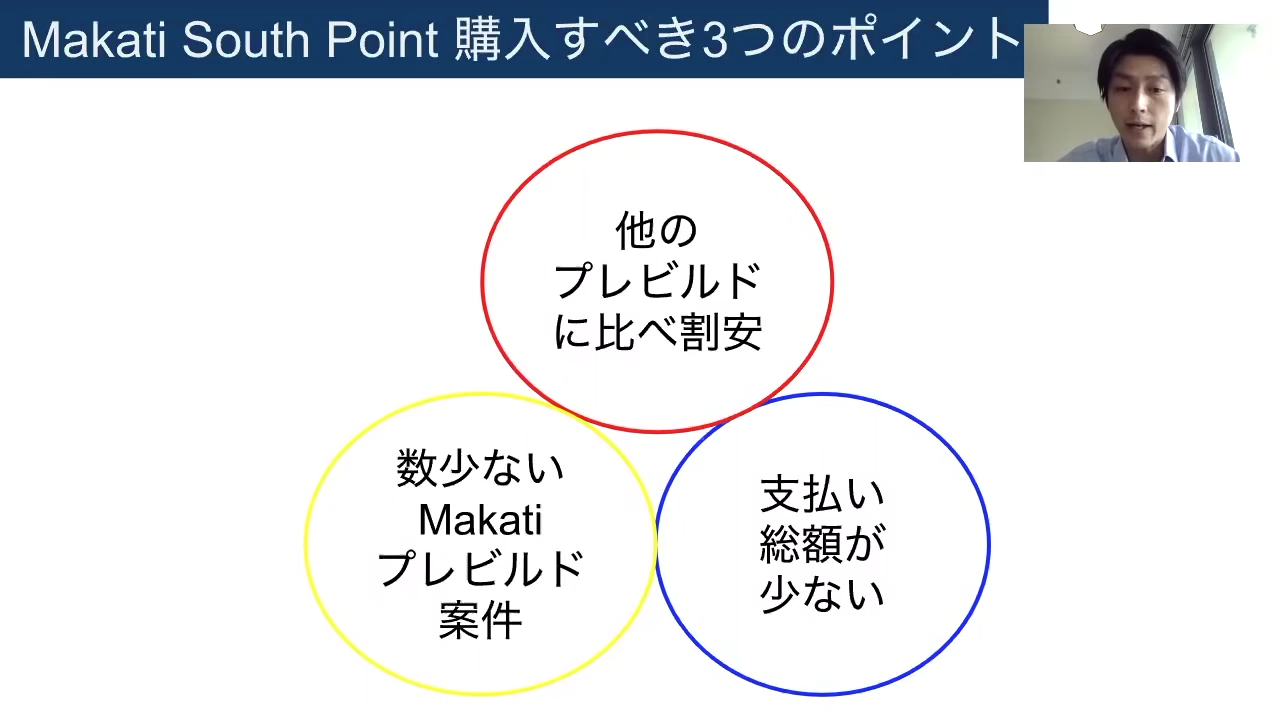 Makati South Point 購入すべき3つのポイント
他の
プレビルド
に比べ割安
数少ない
Makati
プレビルド
案件
支払い
総額が
少ない